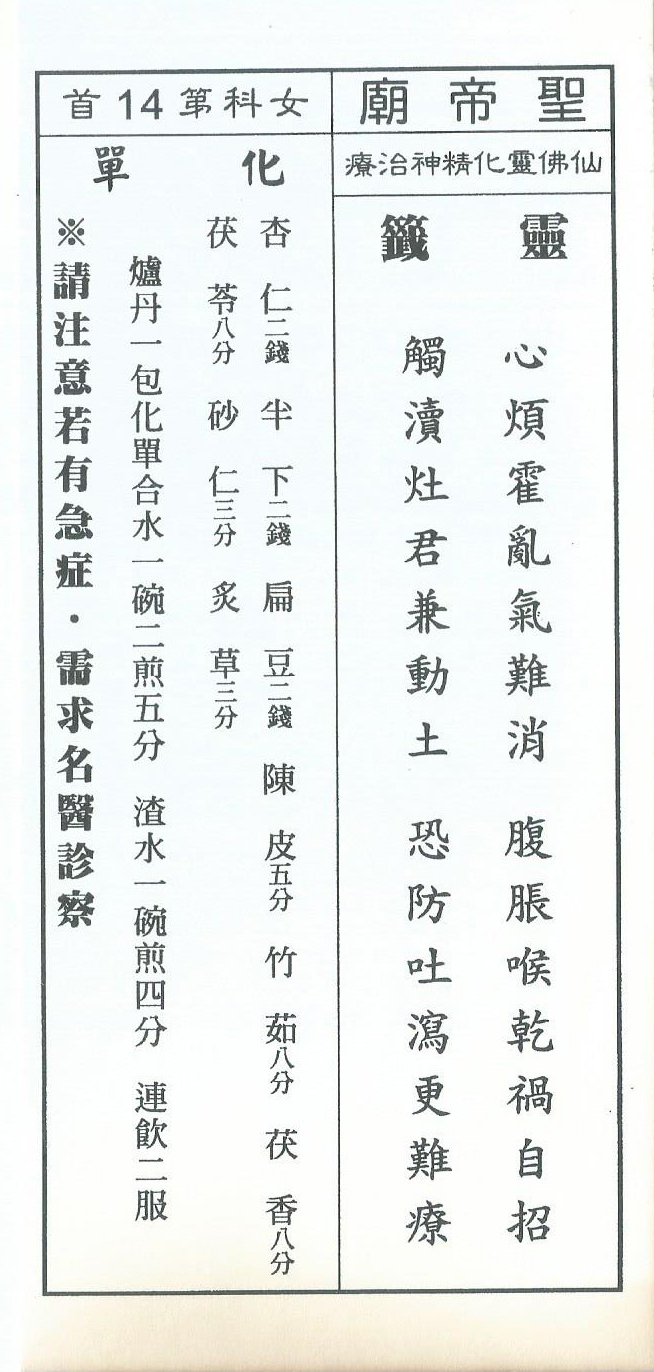 聖帝廟
仙佛靈化精神治療
靈籤
心煩霍亂氣難消 腹脹喉乾禍自招
觸瀆灶君兼動土 恐防吐瀉更難療
女科第14首
化單
杏仁二錢 半下二錢 扁豆二錢 陳皮五分 竹茹八分 茯香八分
茯苓八分 砂仁三分 炙草三分
爐丹一包化單合水一碗二煎五分 渣水一碗煎四分 連飲二服
※請注意若有急症・需求名醫診察